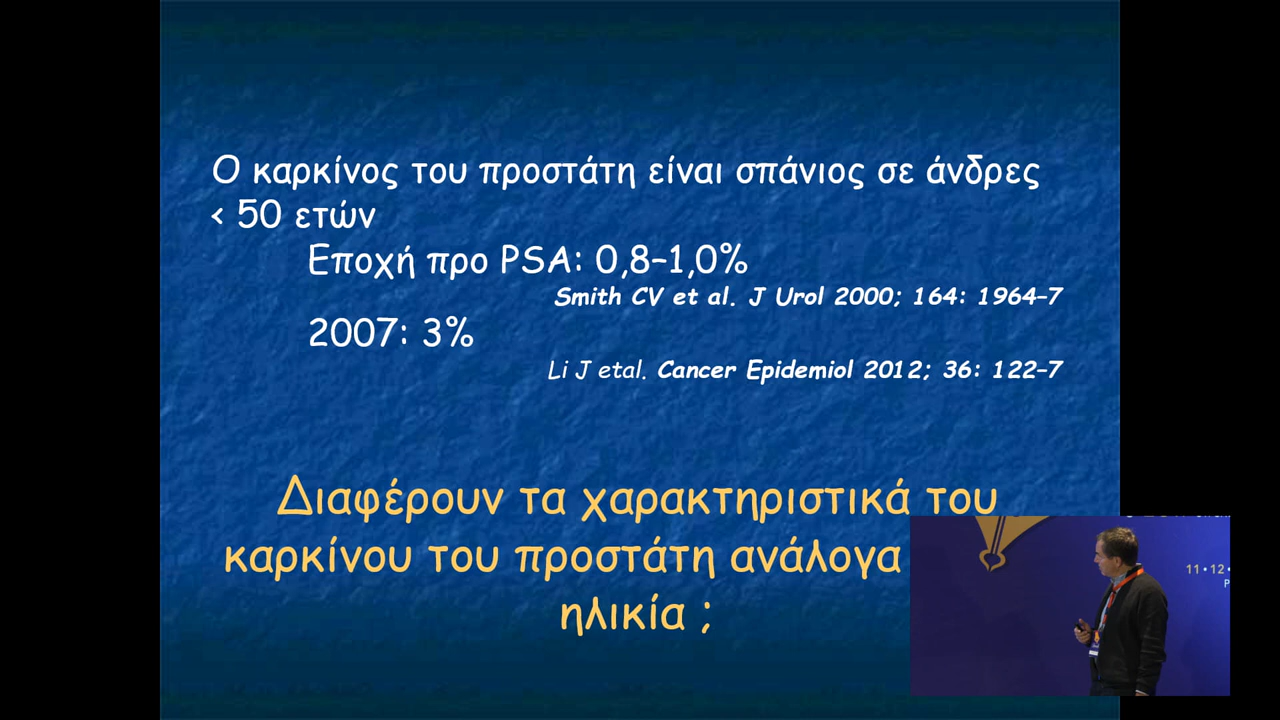 Ο καρκίνος του προστάτη είναι σπάνιος σε άνδρες
< 50 ετών
Εποχή προ PSA: 0,8–1,0%
Smith CV et al. J Urol 2000; 164: 1964–7
2007: 3%
Li J etal. Cancer Epidemiol 2012; 36: 122–7
Διαφέρουν τα χαρακτηριστικά του
καρκίνου του προστάτη ανάλογα
ηλικία ;
11•12•